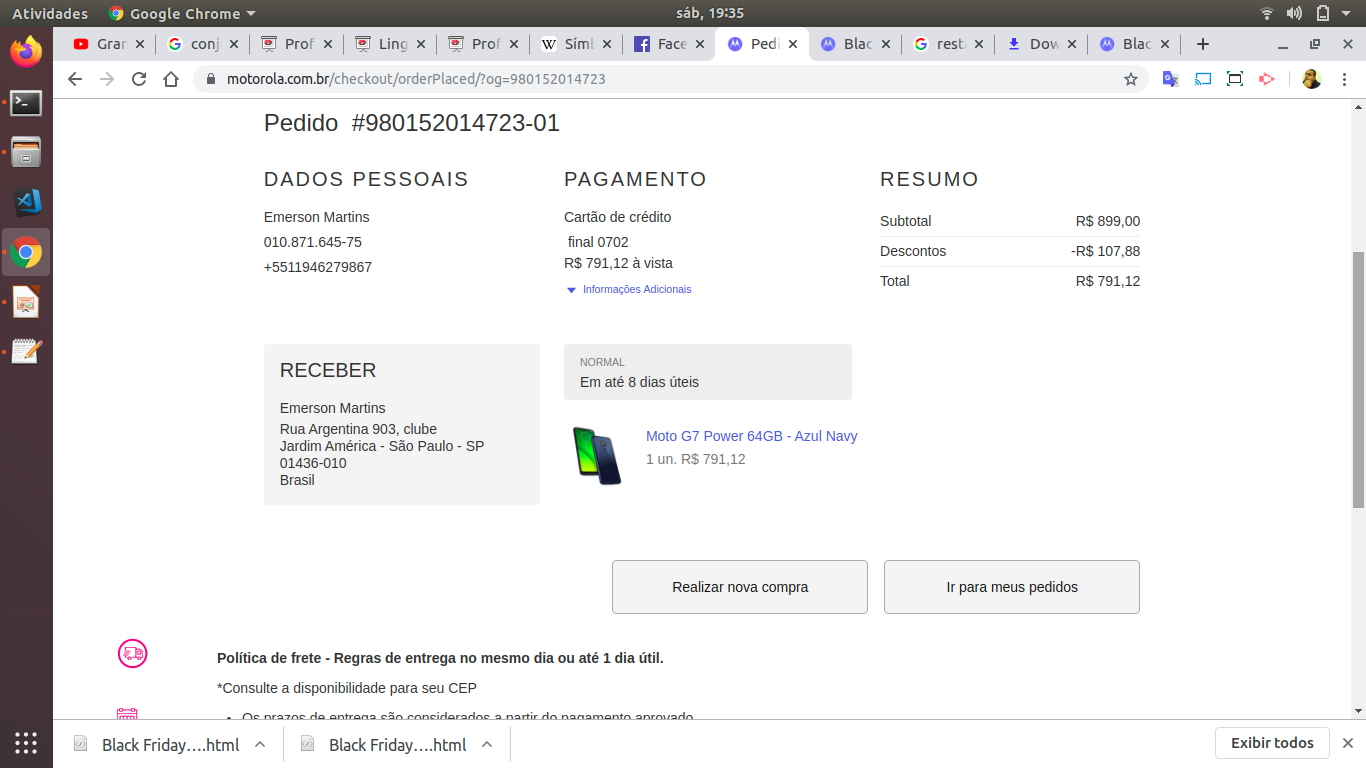 Atividades
Google Chrome
sáb, 19:35
Gran
conj
Prof
Ling
Prof
Símb
Face
Pedi
Blac
resta
Dow
Blac
motorola.com.br/checkout/orderPlaced/?og=980152014723
Pedido #980152014723-01
DADOS PESSOAIS
Emerson Martins
010.871.645-75
+5511946279867
PAGAMENTO
Cartão de crédito
final 0702
R$ 791,12 à vista
Informações Adicionais
RESUMO
Subtotal R$ 899,00
Descontos -R$ 107,88
Total R$ 791,12
RECEBER
Emerson Martins
Rua Argentina 903, clube
Jardim América - São Paulo - SP
01436-010
Brasil
NORMAL
Em até 8 dias úteis
Moto G7 Power 64GB - Azul Navy
1 un. R$ 791,12
Realizar nova compra
Ir para meus pedidos
Política de frete - Regras de entrega no mesmo dia ou até 1 dia útil.
*Consulte a disponibilidade para seu CEP
• Os prazos de entrega são considerados a partir do pagamento aprovado
Black Friday….html
Black Friday….html
Exibir todos